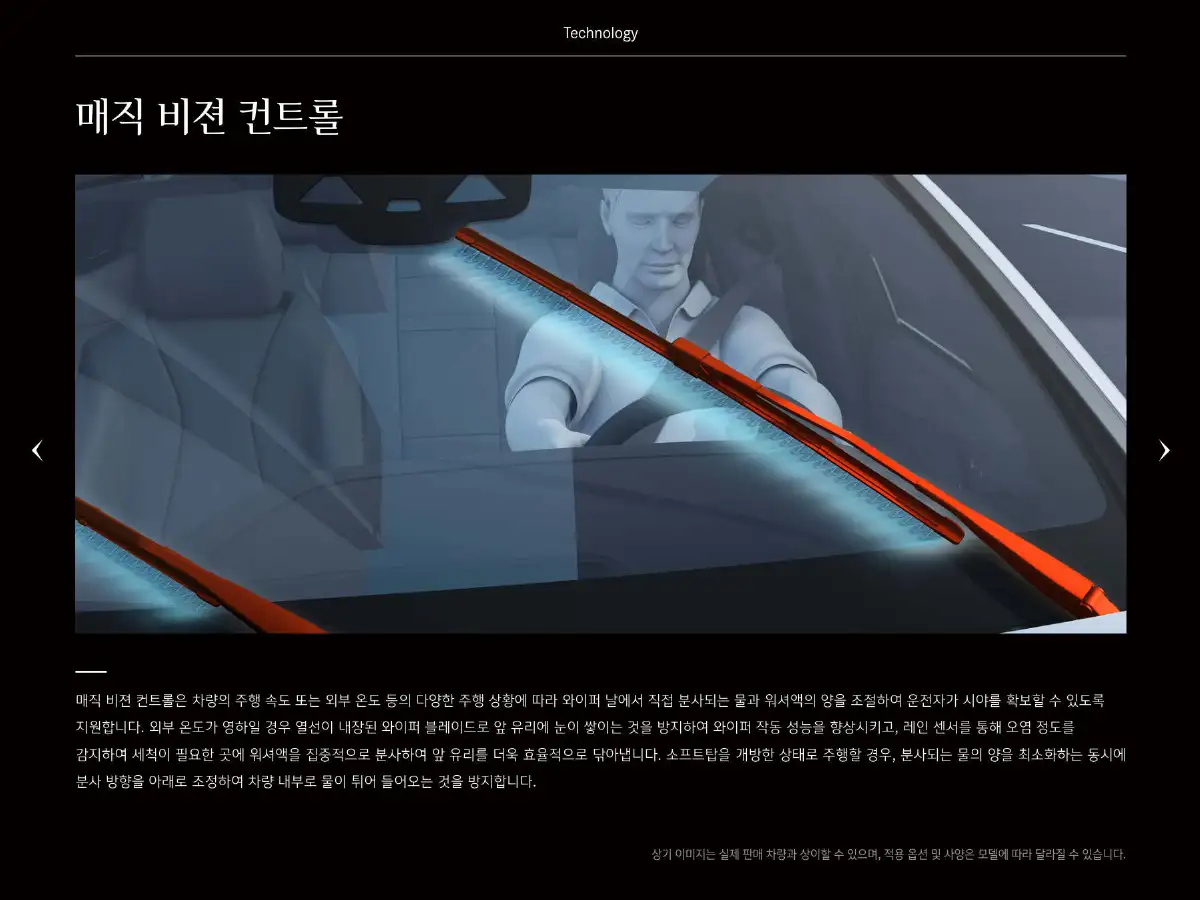 Technology
매직 비젼 컨트롤
매직 비젼 컨트롤은 차량의 주행 속도 또는 외부 온도 등의 다양한 주행 상황에 따라 와이퍼 날에서 직접 분사되는 물과 워셔액의 양을 조절하여 운전자가 시야를 확보할 수 있도록
지원합니다. 외부 온도가 영하일 경우 열선이 내장된 와이퍼 블레이드로 앞 유리에 눈이 쌓이는 것을 방지하여 와이퍼 작동 성능을 향상시키고, 레인 센서를 통해 오염 정도를
감지하여 세척이 필요한 곳에 워셔액을 집중적으로 분사하여 앞 유리를 더욱 효율적으로 닦아냅니다. 소프트탑을 개방한 상태로 주행할 경우, 분사되는 물의 양을 최소화하는 동시에
분사 방향을 아래로 조정하여 차량 내부로 물이 튀어 들어오는 것을 방지합니다.
상기 이미지는 실제 판매 차량과 상이할 수 있으며, 적용 옵션 및 사양은 모델에 따라 달라질 수 있습니다.